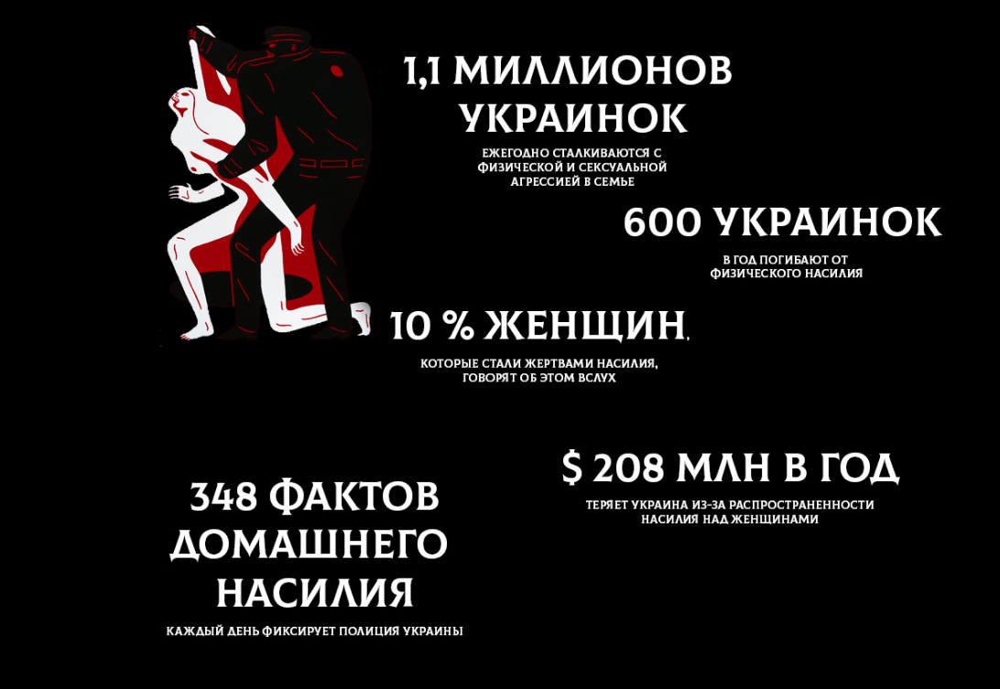 1,1 МИЛЛИОНОВ
УКРАИНОК
ЕЖЕГОДНО СТАЛКИВАЮТСЯ С
ФИЗИЧЕСКОЙ И СЕКСУАЛЬНОЙ
АГРЕССИЕЙ В СЕМЬЕ
600 УКРАИНОК
В ГОД ПОГИБАЮТ ОТ
ФИЗИЧЕСКОГО НАСИЛИЯ
10 % ЖЕНЩИН,
КОТОРЫЕ СТАЛИ ЖЕРТВАМИ НАСИЛИЯ,
ГОВОРЯТ ОБ ЭТОМ ВСЛУХ
$ 208 МЛН В ГОД
ТЕРЯЕТ УКРАИНА ИЗ-ЗА РАСПРОСТРАНЕННОСТИ
НАСИЛИЯ НАД ЖЕНЩИНАМИ
348 ФАКТОВ
ДОМАШНЕГО
НАСИЛИЯ
КАЖДЫЙ ДЕНЬ ФИКСИРУЕТ ПОЛИЦИЯ УКРАИНЫ